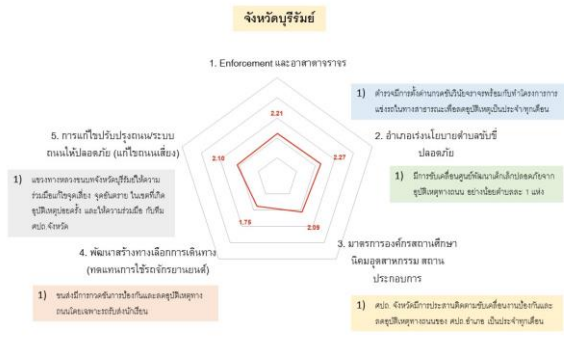 จังหวัดบุรีรัมย์
1. Enforcement และอาสาตาจราจร
1) ตำรวจมีการตั้งด่านกวดขันวินัยจราจรพร้อมกับทำโครงการการ
แข่งรถในทางสาธารณะเพื่อลดอุบัติเหตุเป็นประจำทุกเดือน
2.21
5. การแก้ไขปรับปรุงถนน/ระบบ
ถนนให้ปลอดภัย (แก้ไขถนนเสี่ยง)
2. อำเภอเร่งนโยบายตำบลขับขี่
ปลอดภัย
2.10
2.27
1) แขวงทางหลวงชนบทจังหวัดบุรีรัมย์ให้ความ
ร่วมมือแก้ไขจุดเสี่ยง จุดอันตราย ในเขตที่เกิด
อุบัติเหตุบ่อยครั้ง และให้ความร่วมมือ กับทีม
ศปถ.จังหวัด
1) มีการขับเคลื่อนศูนย์พัฒนาเด็กเล็กปลอดภัยจาก
อุบัติเหตุทางถนน อย่างน้อยตำบลละ 1 แห่ง
1.75
2.09
4. พัฒนาสร้างทางเลือกการเดินทาง
(ทดแทนการใช้รถจักรยานยนต์)
3. มาตรการองค์กรสถานศึกษา
นิคมอุตสาหกรรม สถาน
ประกอบการ
1) ขนส่งมีการกวดขันการป้องกันและลดอุบัติเหตุทาง
ถนนโดยเฉพาะรถรับส่งนักเรียน
1) ศปถ. จังหวัดมีการประสานติดตามขับเคลื่อนงานป้องกันและ
ลดอุบัติเหตุทางถนนของ ศปถ.อำเภอ เป็นประจำทุกเดือน